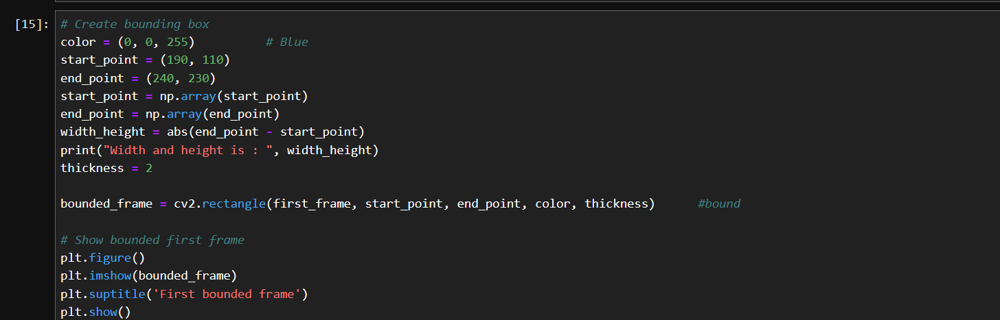 [15]: # Create bounding box
color = (0, 0, 255)          # Blue
start_point = (190, 110)
end_point = (240, 230)
start_point = np.array(start_point)
end_point = np.array(end_point)
width_height = abs(end_point - start_point)
print("Width and height is : ", width_height)
thickness = 2

bounded_frame = cv2.rectangle(first_frame, start_point, end_point, color, thickness)      #bound

# Show bounded first frame
plt.figure()
plt.imshow(bounded_frame)
plt.suptitle('First bounded frame')
plt.show()